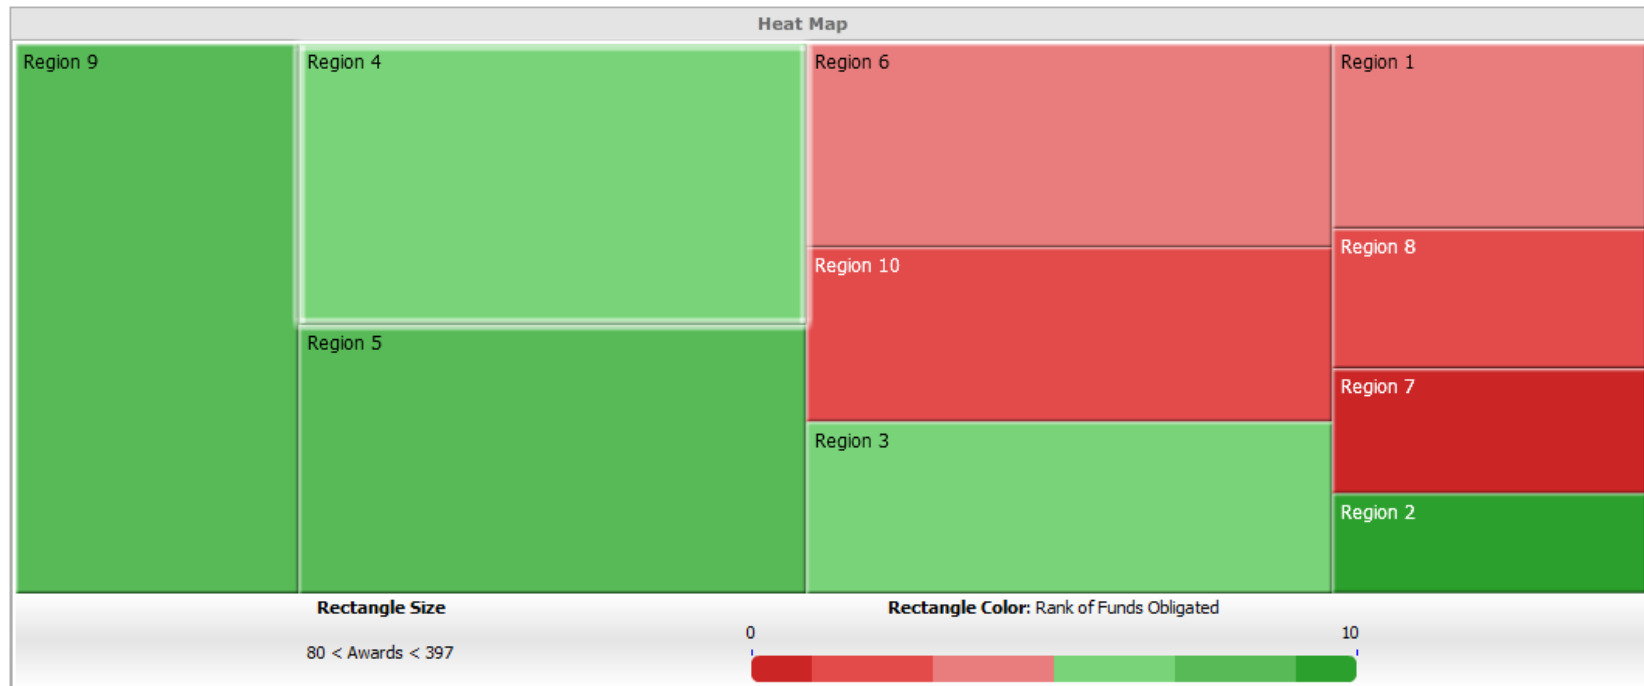 Heat Map
Region 9
Region 4
Region 6
Region 1
Region 8
Region 10
Region 5
Region 7
Region 3
Region 2
Rectangle Size
80 < Awards < 397
Rectangle Color: Rank of Funds Obligated
0
10